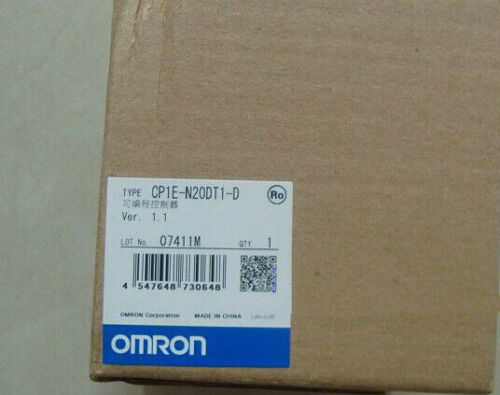 TYPE CP1E-N20DT1-D Ro
可编程控制器
Ver. 1.1
LOT No. 07411M QTY 1
4 547648 730648
OMRON Corporation MADE IN CHINA
OMRON